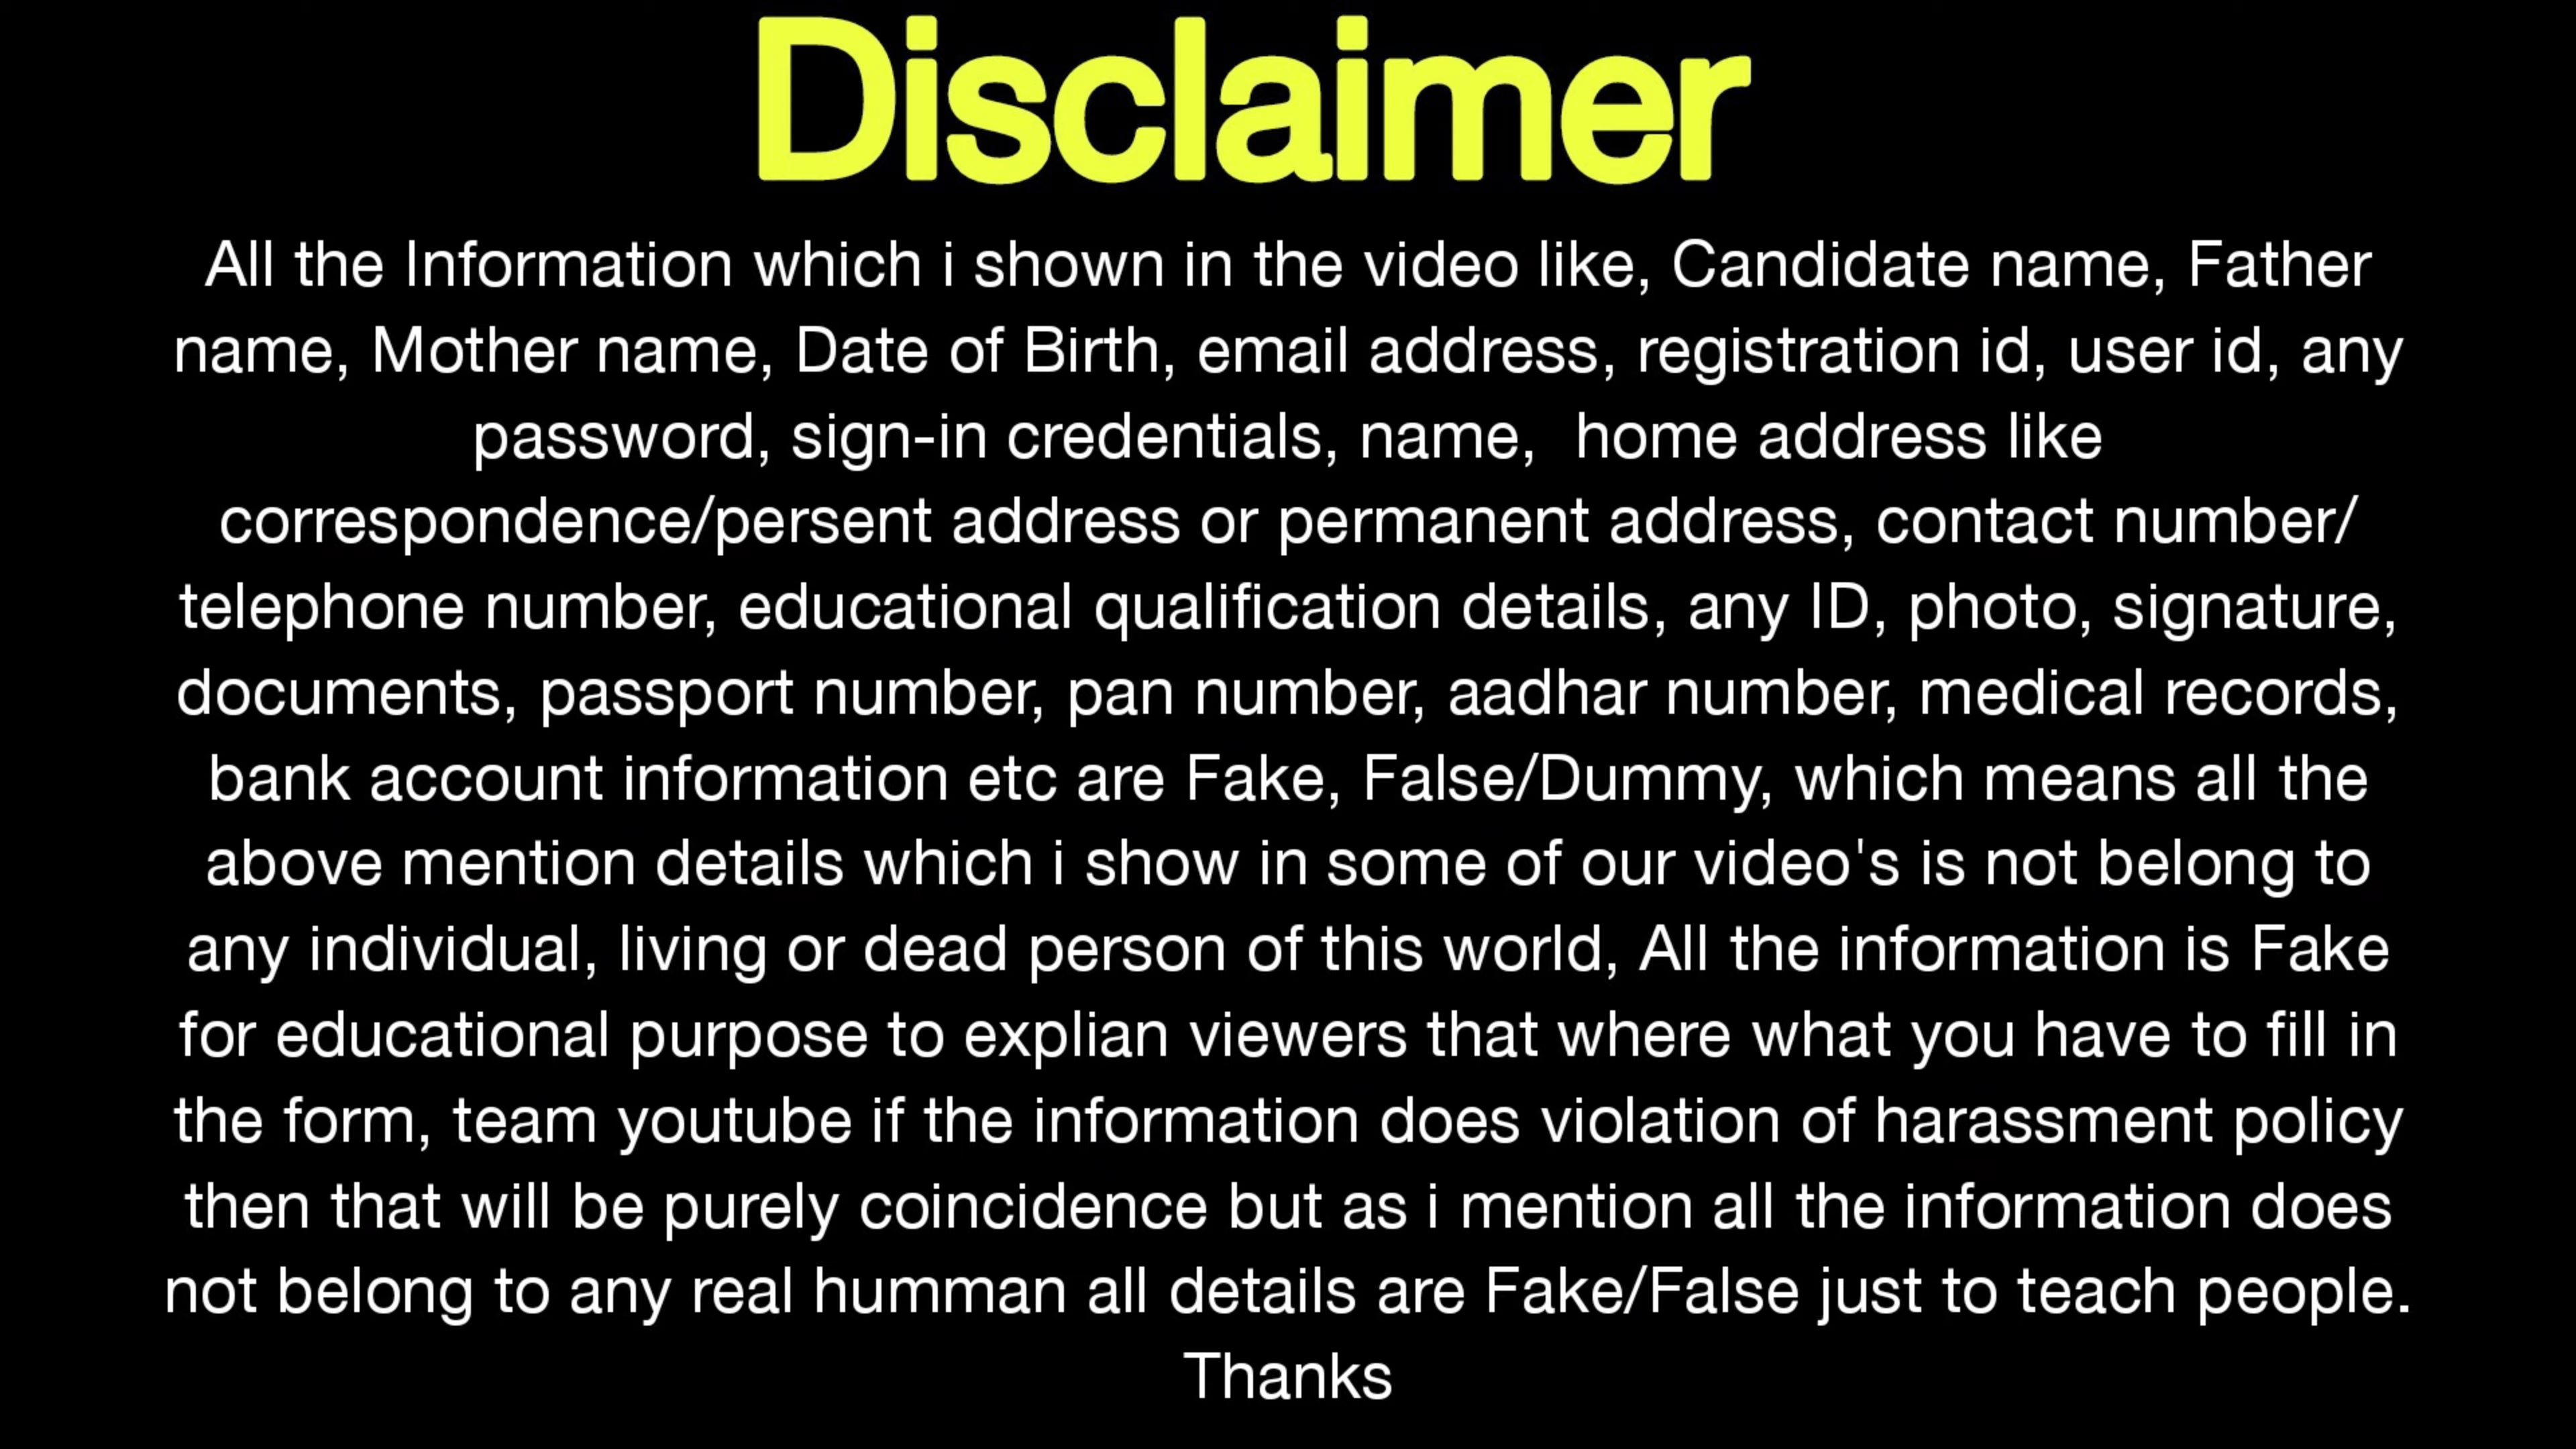 Disclaimer
All the Information which i shown in the video like, Candidate name, Father
name, Mother name, Date of Birth, email address, registration id, user id, any
password, sign-in credentials, name,  home address like
correspondence/persent address or permanent address, contact number/
telephone number, educational qualification details, any ID, photo, signature,
documents, passport number, pan number, aadhar number, medical records,
bank account information etc are Fake, False/Dummy, which means all the
above mention details which i show in some of our video's is not belong to
any individual, living or dead person of this world, All the information is Fake
for educational purpose to explian viewers that where what you have to fill in
the form, team youtube if the information does violation of harassment policy
then that will be purely coincidence but as i mention all the information does
not belong to any real humman all details are Fake/False just to teach people.
Thanks